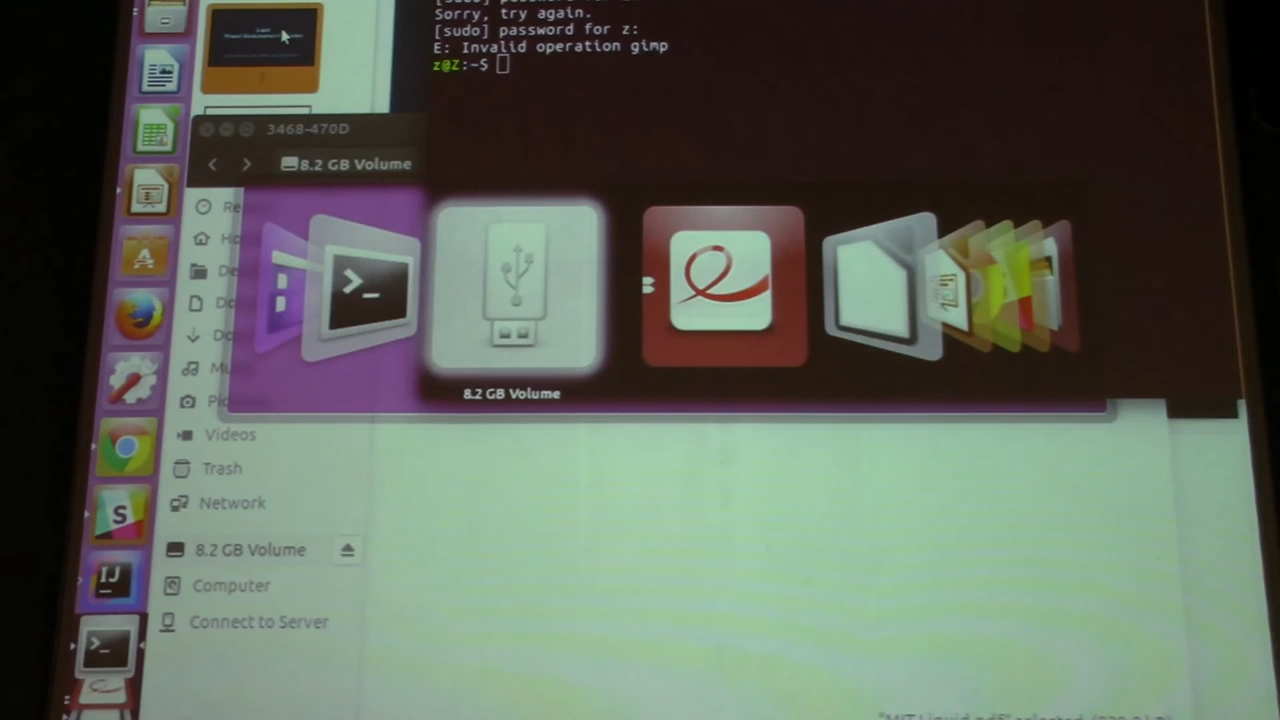 Sorry, try again.
[sudo] password for z:
E: Invalid operation gimp
z@Z:~$
3468-470D
8.2 GB Volume
8.2 GB Volume
Videos
Trash
Network
8.2 GB Volume
Computer
Connect to Server